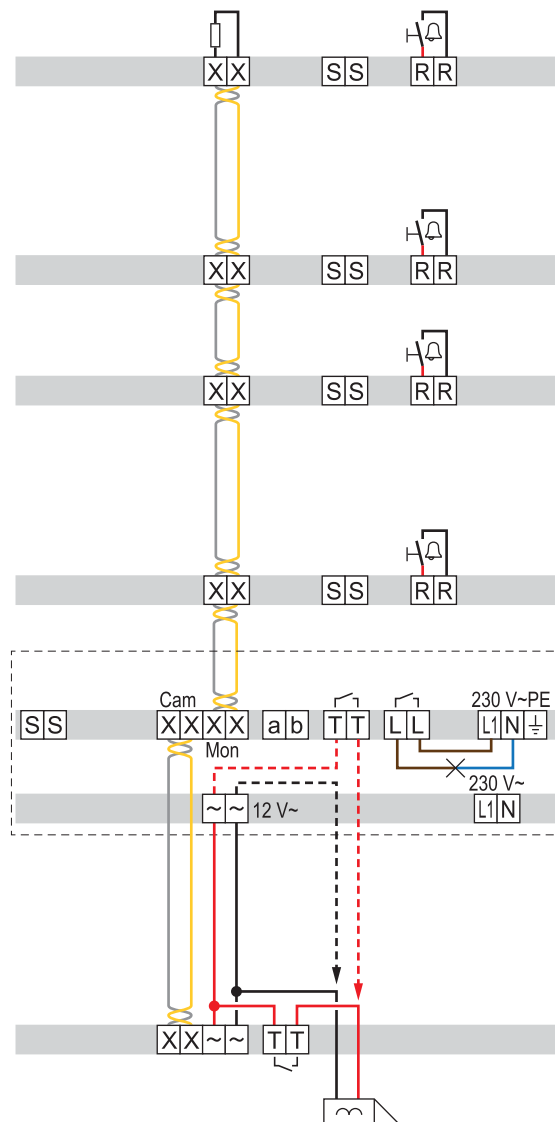 X X S S R R
X X S S R R
X X S S R R
X X S S R R
Cam 230 V~PE
S S X X X X a b T T L L L1 N
Mon
230 V~
~ ~ 12 V~ L1 N
X X ~ ~ T T